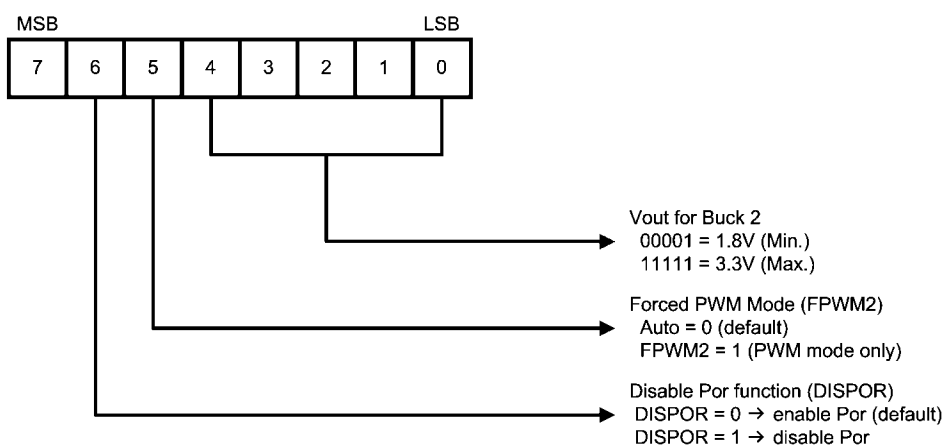 MSB LSB
7 6 5 4 3 2 1 0
Vout for Buck 2
00001 = 1.8V (Min.)
11111 = 3.3V (Max.)
Forced PWM Mode (FPWM2)
Auto = 0 (default)
FPWM2 = 1 (PWM mode only)
Disable Por function (DISPOR)
DISPOR = 0 → enable Por (default)
DISPOR = 1 → disable Por